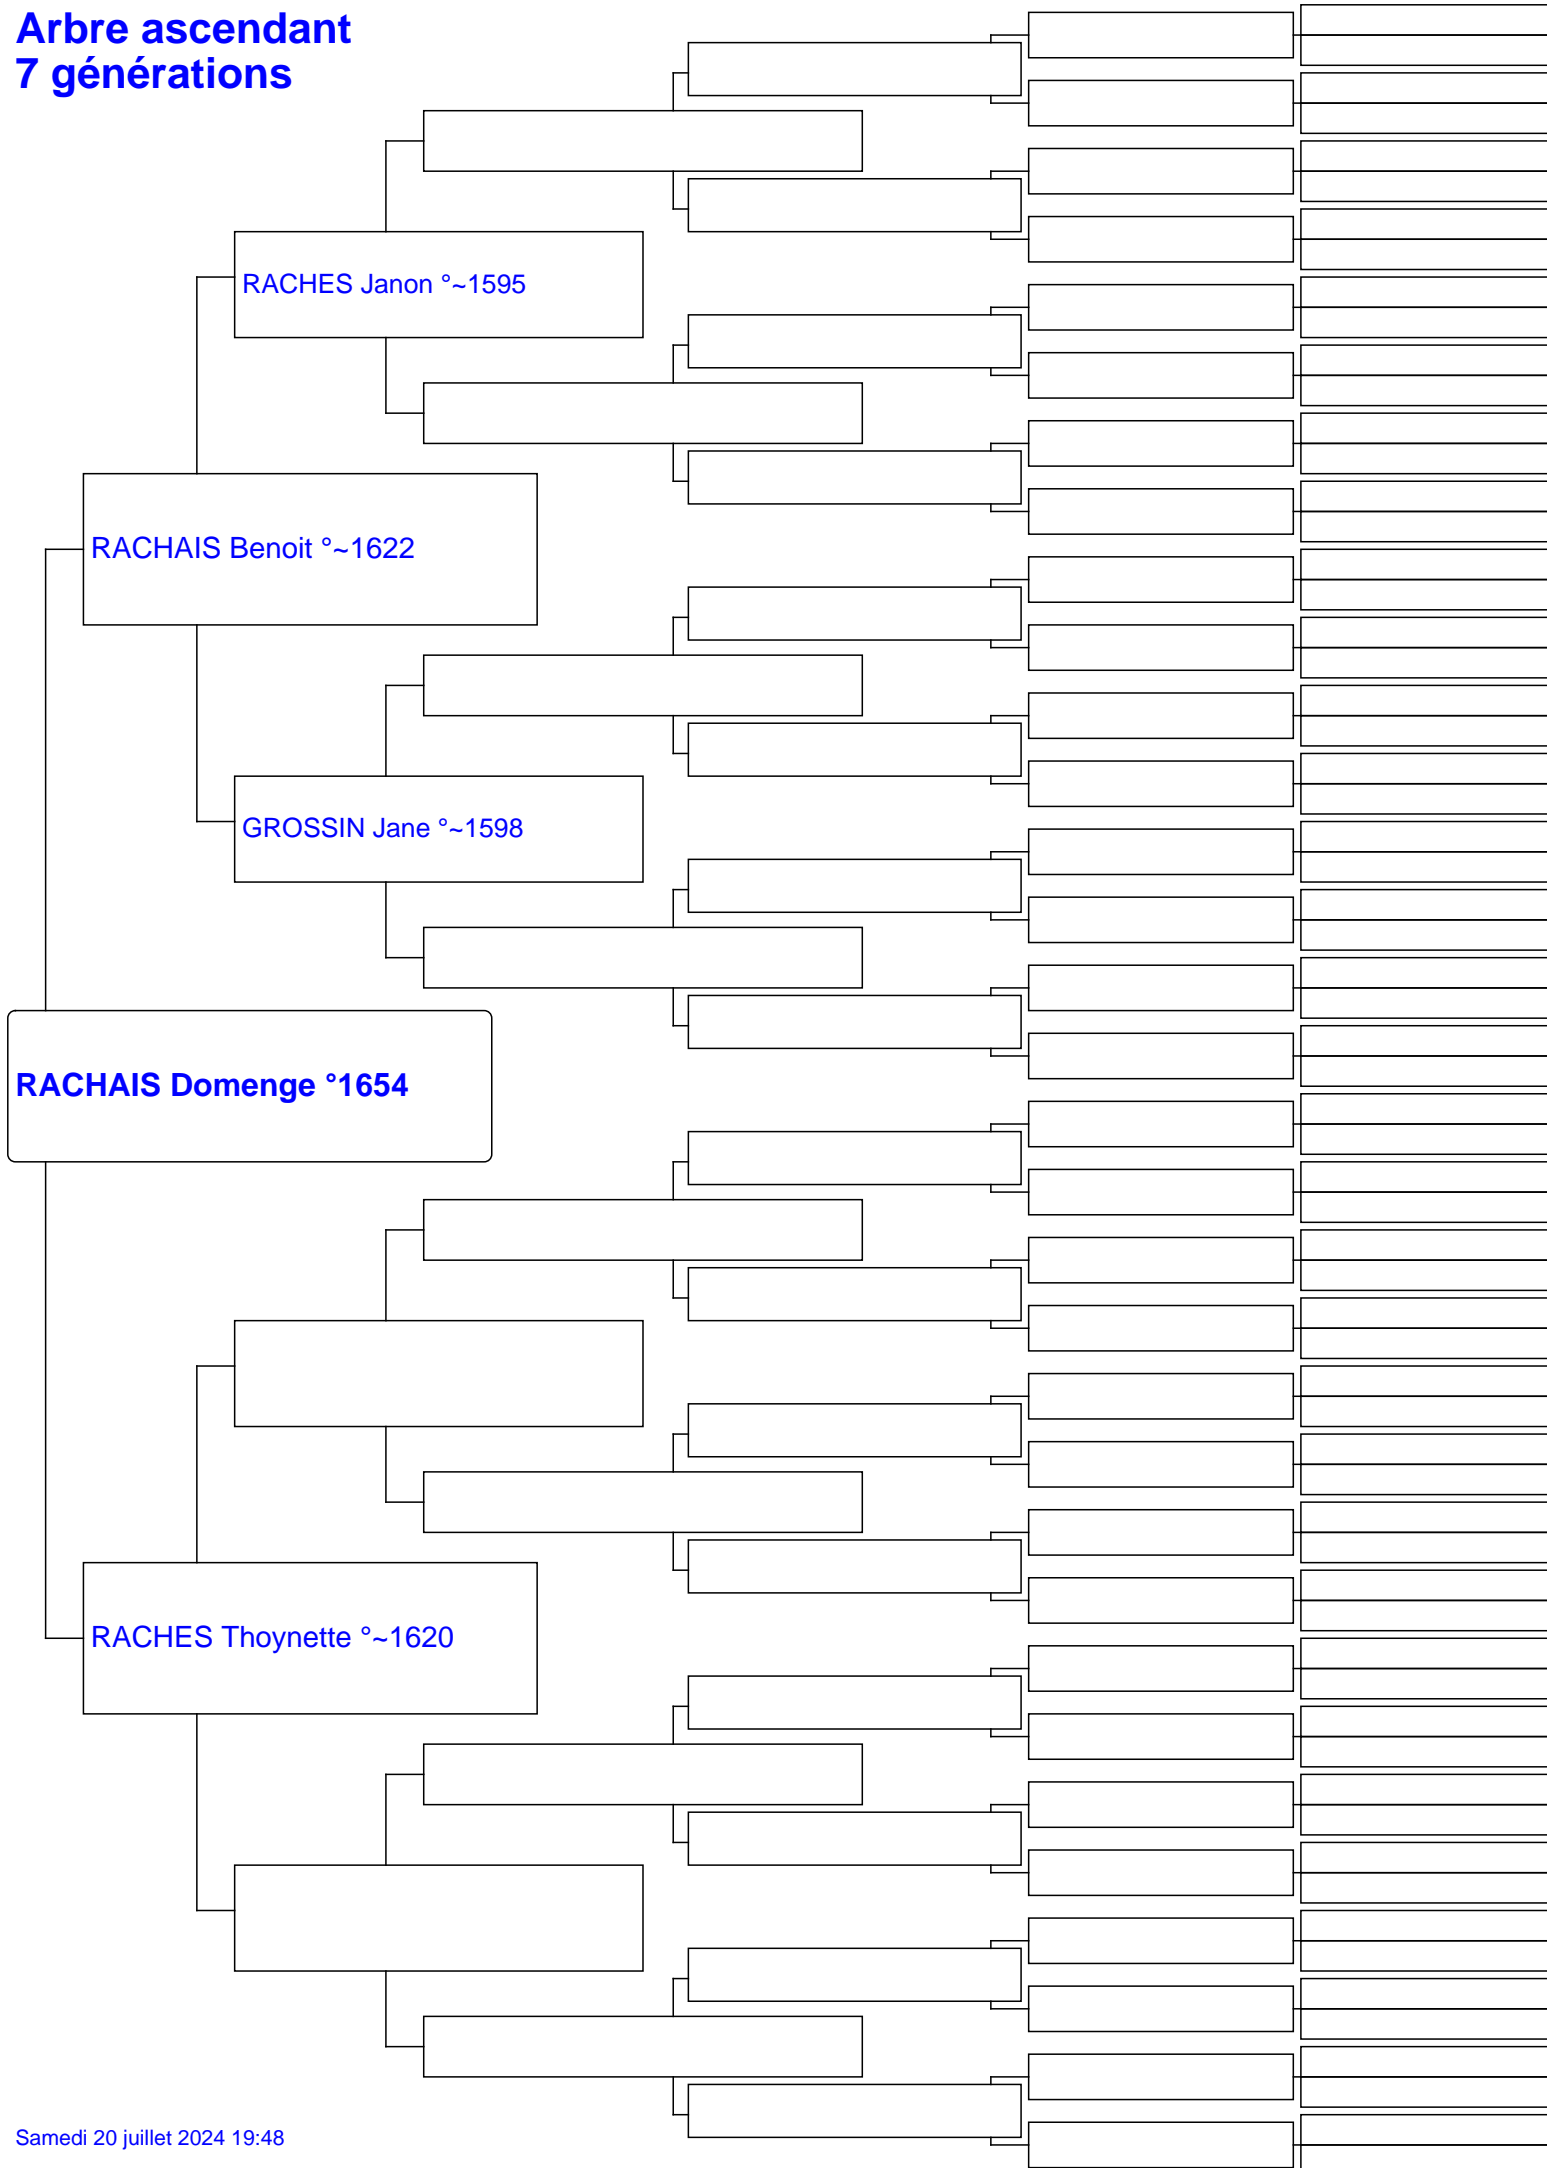 Arbre ascendant
7 générations
RACHES Janon °~1595
RACHAIS Benoit °~1622
GROSSIN Jane °~1598
RACHAIS Domenge °1654
RACHES Thoynette °~1620
Samedi 20 juillet 2024 19:48